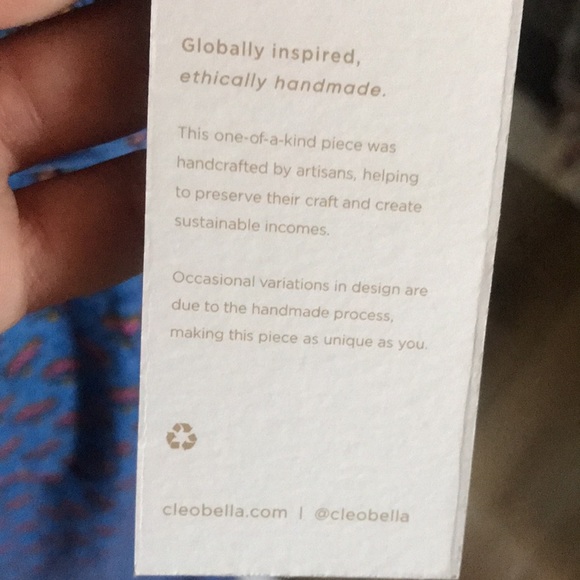 Globally inspired,
ethically handmade.
This one-of-a-kind piece was
handcrafted by artisans, helping
to preserve their craft and create
sustainable incomes.
Occasional variations in design are
due to the handmade process,
making this piece as unique as you.
cleobella.com | @cleobella